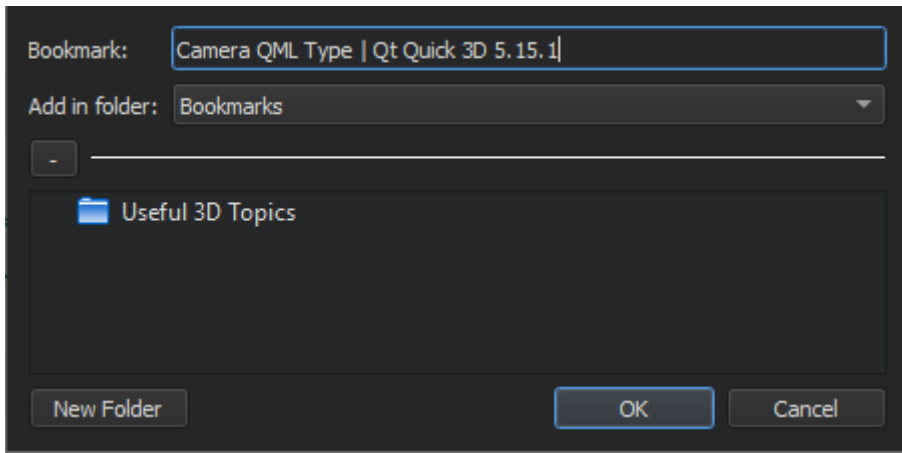 Bookmark: Camera QML Type | Qt Quick 3D 5.15.1
Add in folder: Bookmarks
-
Useful 3D Topics
New Folder OK Cancel